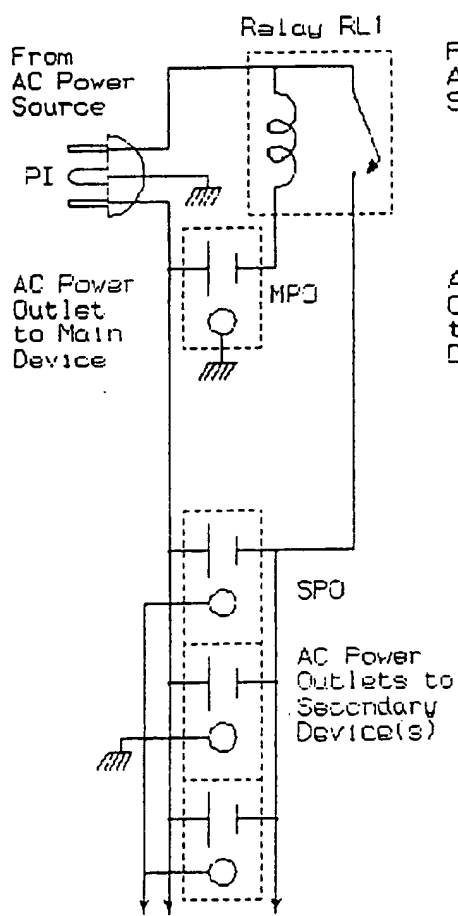 Relay RL1
From
AC Power
Source
PI
MPO
AC Power
Outlet
to Main
Device
SPO
AC Power
Outlets to
Secondary
Device(s)